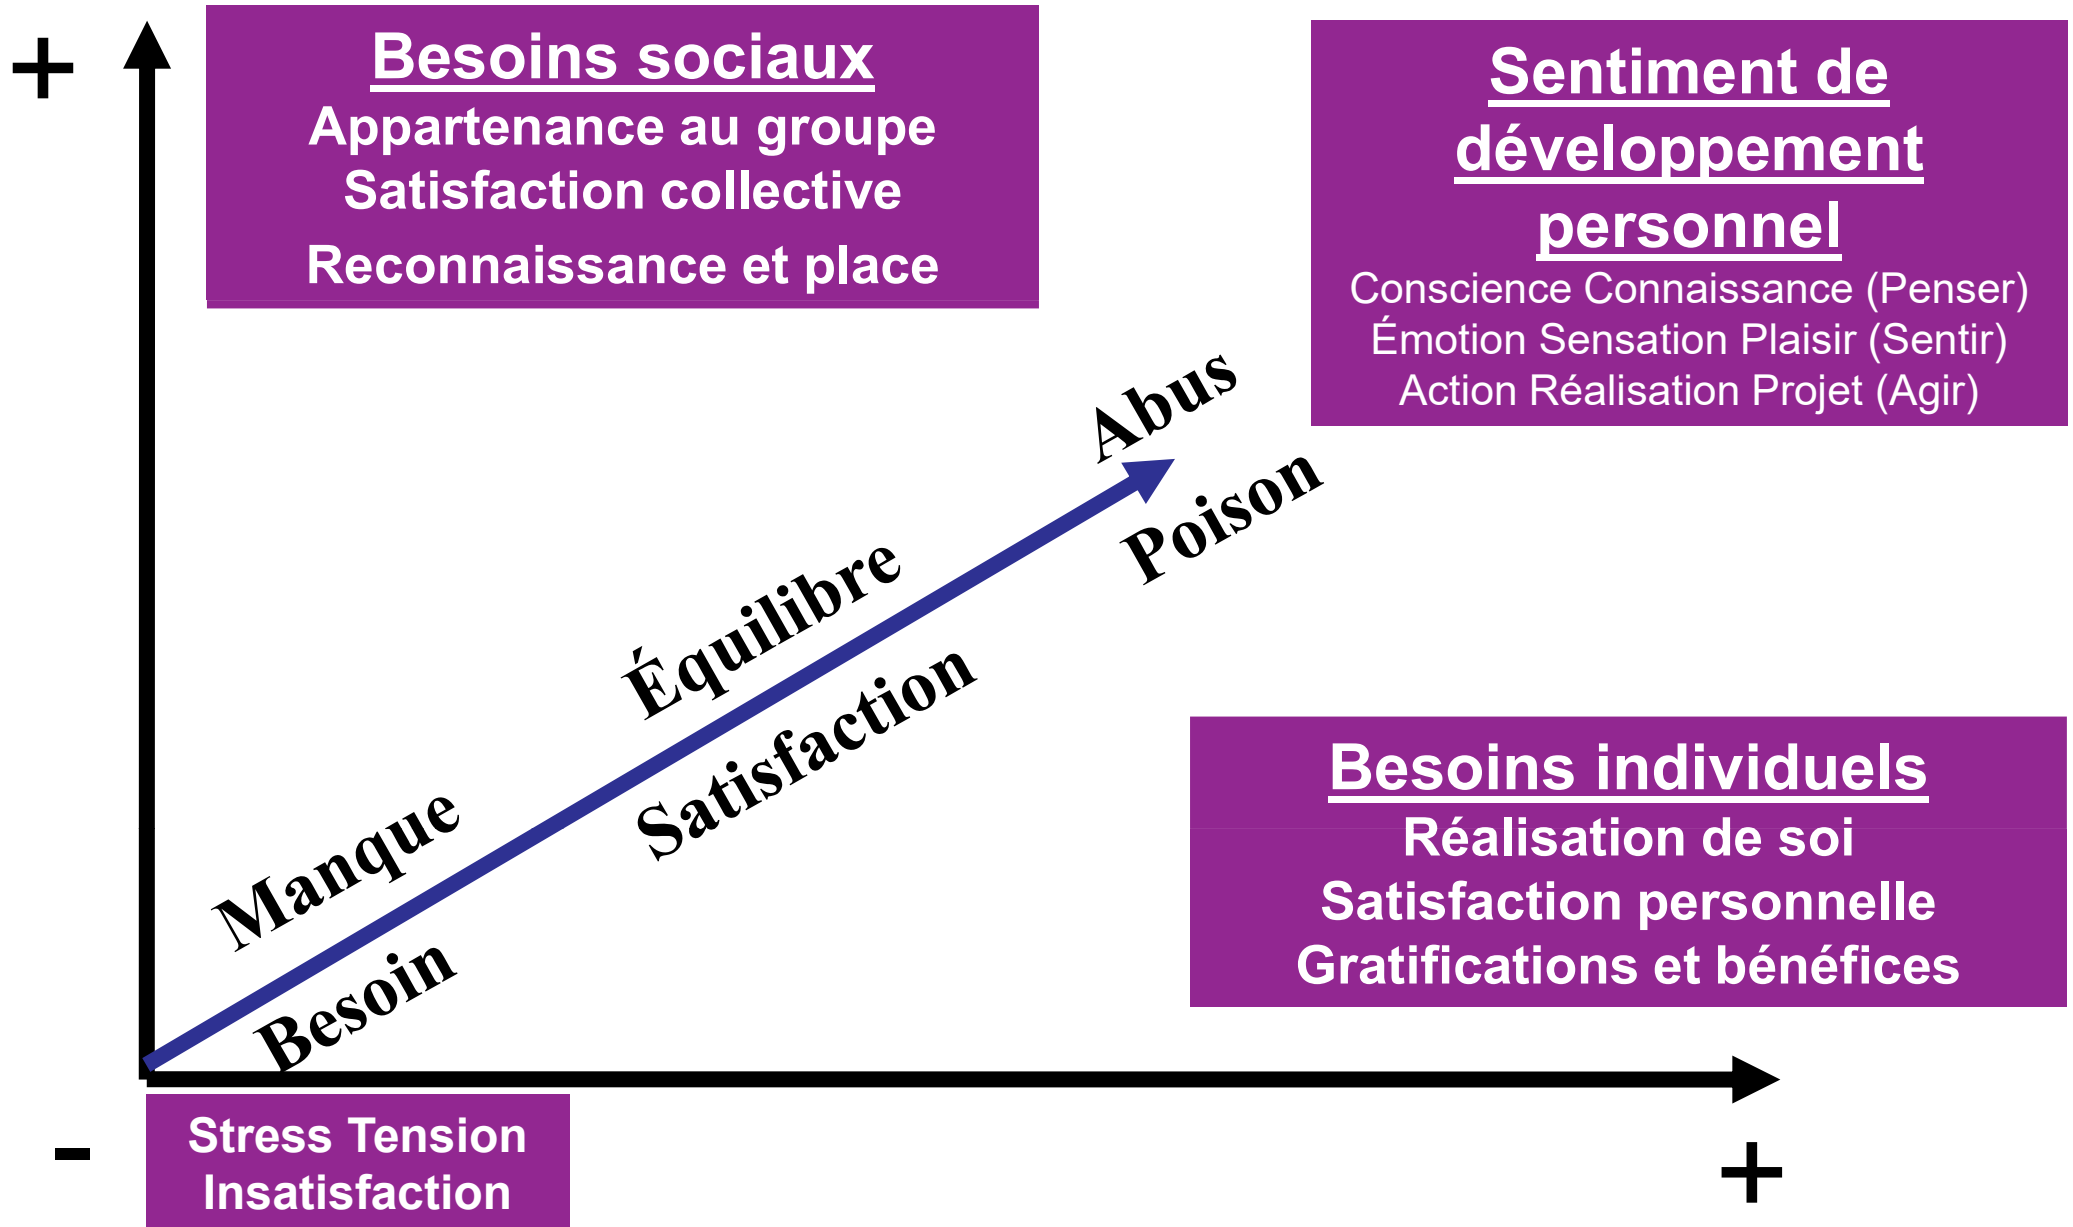 +
Besoins sociaux
Appartenance au groupe
Satisfaction collective
Reconnaissance et place
Sentiment de
développement
personnel
Conscience Connaissance (Penser)
Émotion Sensation Plaisir (Sentir)
Action Réalisation Projet (Agir)
Abus
Poison
Équilibre
Satisfaction
Manque
Besoin
Besoins individuels
Réalisation de soi
Satisfaction personnelle
Gratifications et bénéfices
-
Stress Tension
Insatisfaction
+